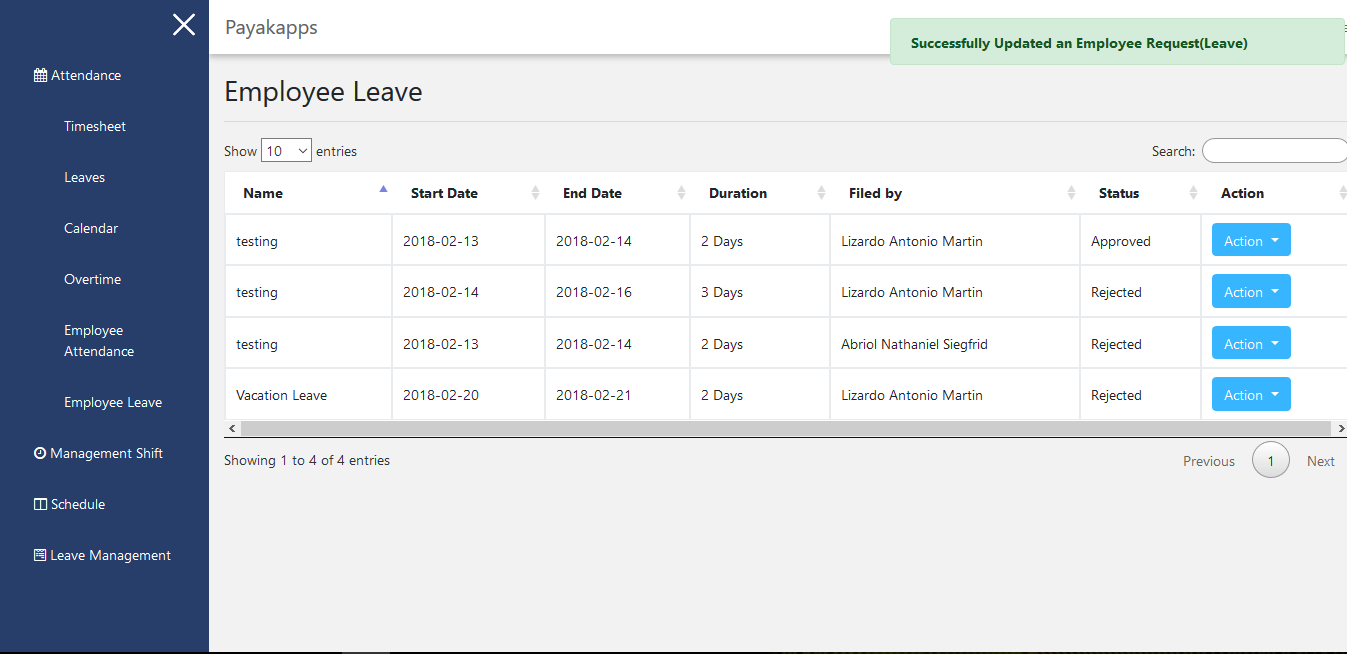 Payakapps
Successfully Updated an Employee Request(Leave)
Attendance
Timesheet
Leaves
Calendar
Overtime
Employee
Attendance
Employee Leave
Management Shift
Schedule
Leave Management
Employee Leave
Show 10 entries
Search:
Name Start Date End Date Duration Filed by Status Action
testing 2018-02-13 2018-02-14 2 Days Lizardo Antonio Martin Approved Action
testing 2018-02-14 2018-02-16 3 Days Lizardo Antonio Martin Rejected Action
testing 2018-02-13 2018-02-14 2 Days Abriol Nathaniel Siegfrid Rejected Action
Vacation Leave 2018-02-20 2018-02-21 2 Days Lizardo Antonio Martin Rejected Action
Showing 1 to 4 of 4 entries
Previous 1 Next